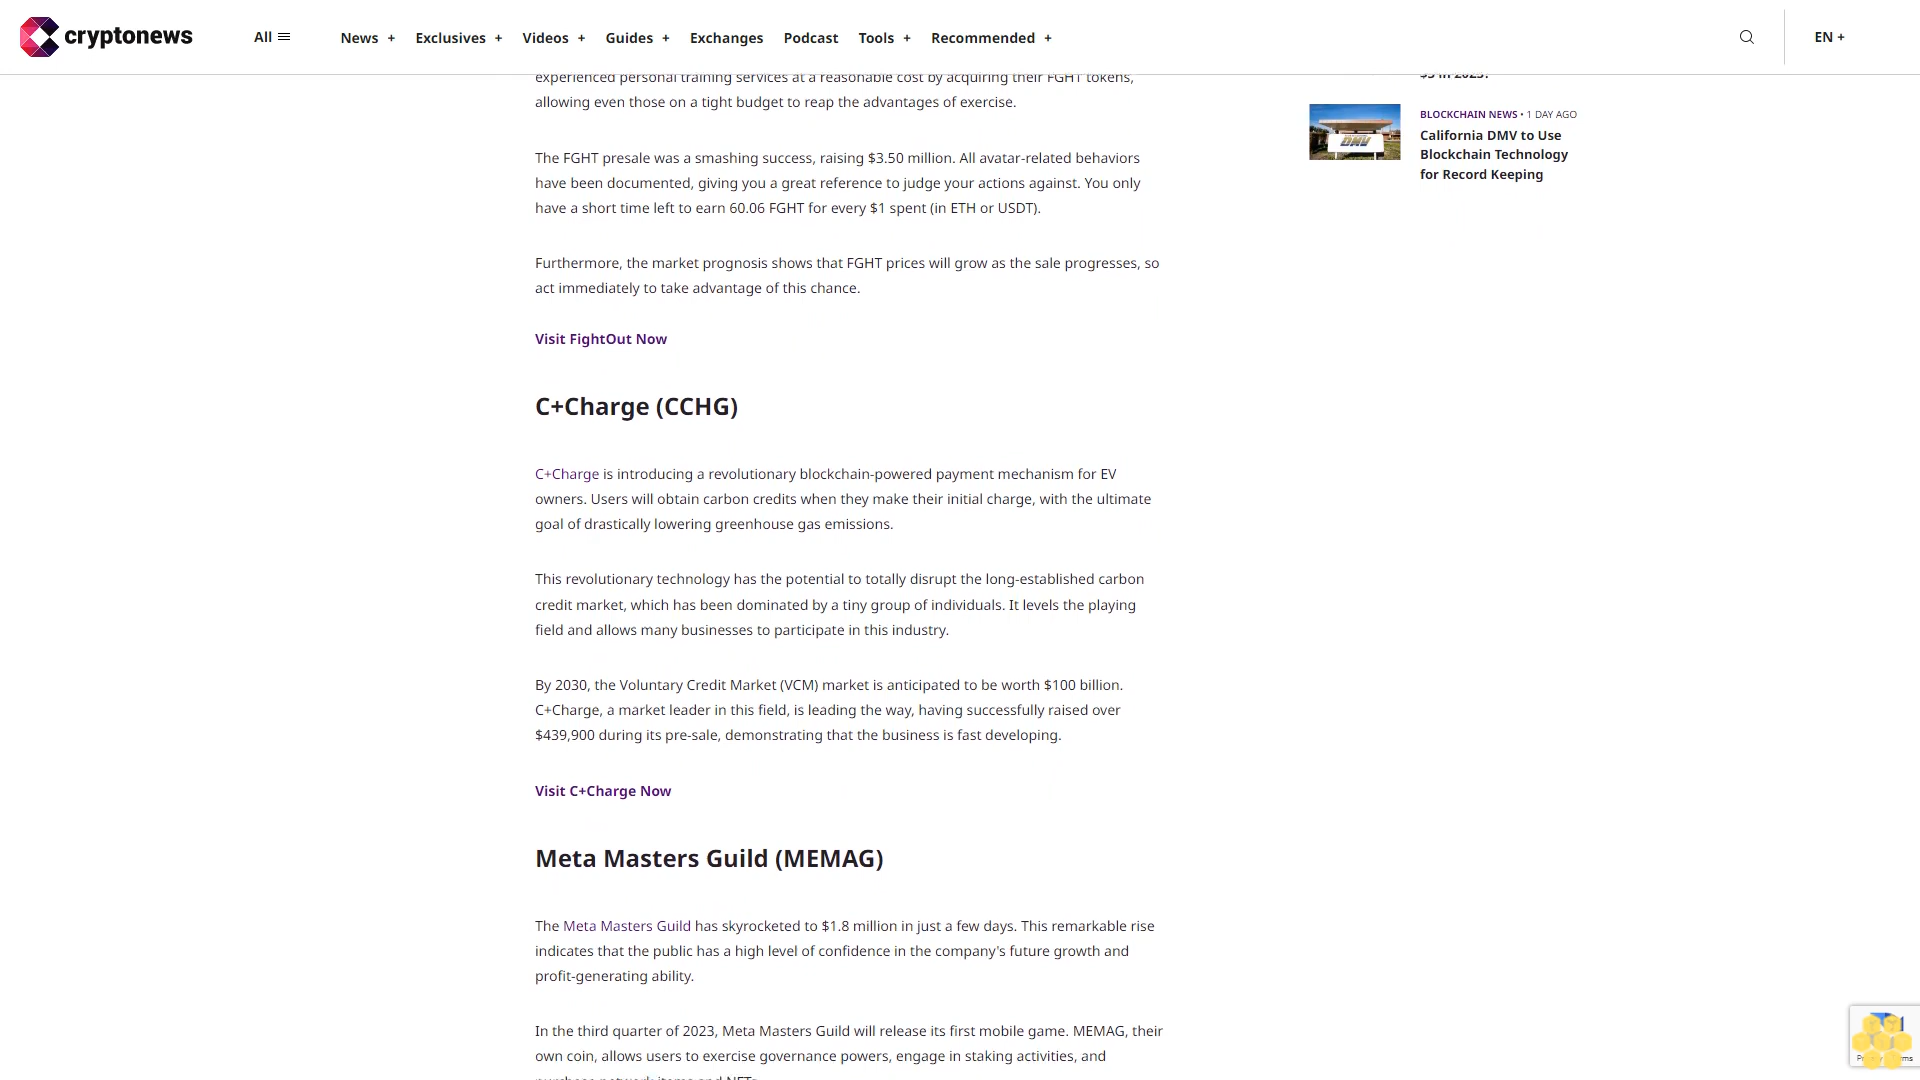 cryptonews
All
News +
Exclusives +
Videos +
Guides +
Exchanges
Podcast
Tools +
Recommended +
EN +
experienced personal training services at a reasonable cost by acquiring their FGHT tokens,
allowing even those on a tight budget to reap the advantages of exercise.
The FGHT presale was a smashing success, raising $3.50 million. All avatar-related behaviors
have been documented, giving you a great reference to judge your actions against. You only
have a short time left to earn 60.06 FGHT for every $1 spent (in ETH or USDT).
Furthermore, the market prognosis shows that FGHT prices will grow as the sale progresses, so
act immediately to take advantage of this chance.
Visit FightOut Now
C+Charge (CCHG)
C+Charge is introducing a revolutionary blockchain-powered payment mechanism for EV
owners. Users will obtain carbon credits when they make their initial charge, with the ultimate
goal of drastically lowering greenhouse gas emissions.
This revolutionary technology has the potential to totally disrupt the long-established carbon
credit market, which has been dominated by a tiny group of individuals. It levels the playing
field and allows many businesses to participate in this industry.
By 2030, the Voluntary Credit Market (VCM) market is anticipated to be worth $100 billion.
C+Charge, a market leader in this field, is leading the way, having successfully raised over
$439,900 during its pre-sale, demonstrating that the business is fast developing.
Visit C+Charge Now
Meta Masters Guild (MEMAG)
The Meta Masters Guild has skyrocketed to $1.8 million in just a few days. This remarkable rise
indicates that the public has a high level of confidence in the company's future growth and
profit-generating ability.
In the third quarter of 2023, Meta Masters Guild will release its first mobile game. MEMAG, their
own coin, allows users to exercise governance powers, engage in staking activities, and
purchase network items and NFTs.
$5 in 2023?
DMV
BLOCKCHAIN NEWS • 1 DAY AGO
California DMV to Use
Blockchain Technology
for Record Keeping